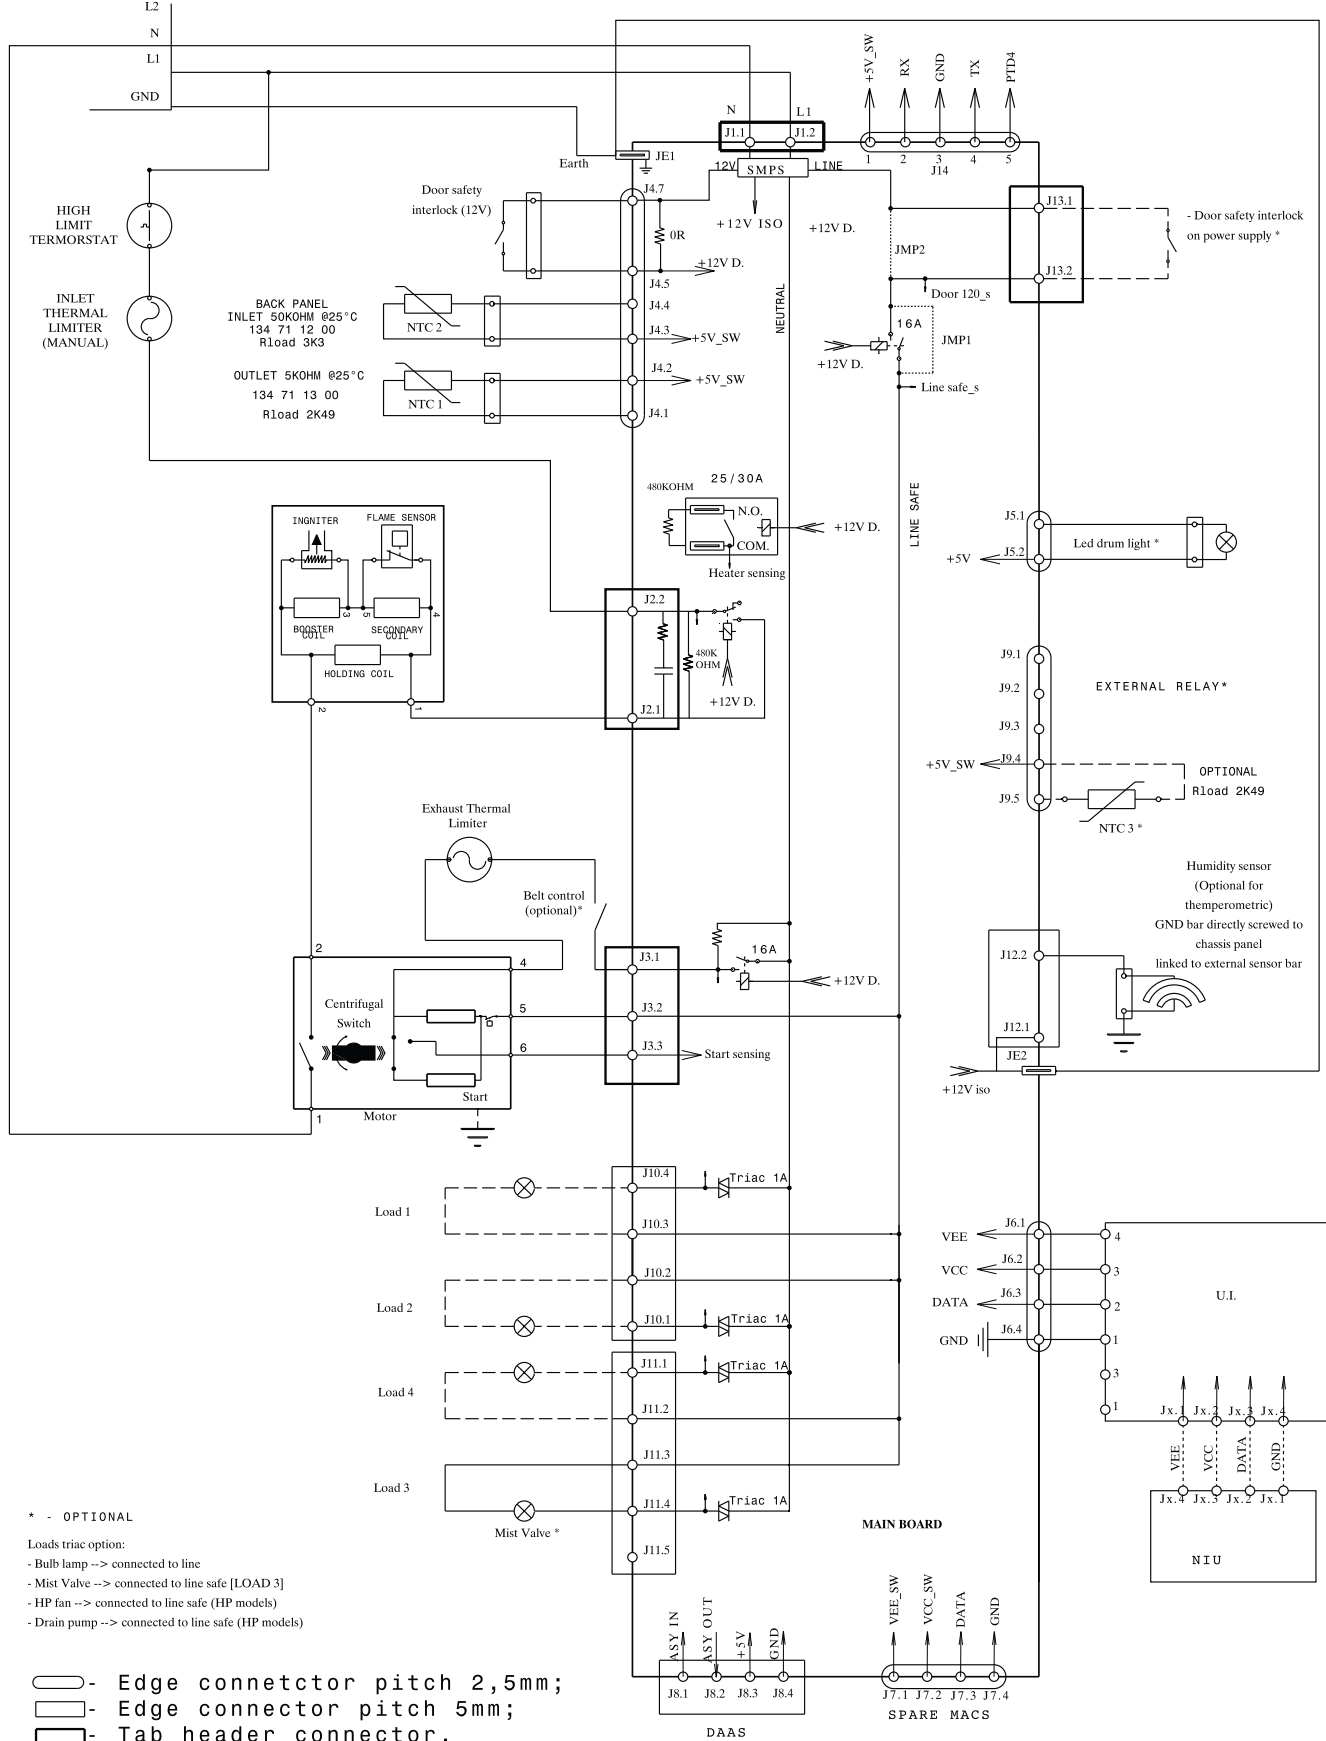 L2
N
L1
GND
N
L1
J1.1
J1.2
+5V_SW
RX
GND
TX
PTD4
1
2
3
4
5
J14
Earth
JE1
12V
SMPS
LINE
+12V ISO
+12V D.
Door safety
interlock (12V)
J4.7
0R
+12V D.
J4.5
J4.4
J4.3
+5V_SW
J4.2
+5V_SW
J4.1
HIGH
LIMIT
TERMORSTAT
INLET
THERMAL
LIMITER
(MANUAL)
BACK PANEL
INLET 50KOHM @25°C
134 71 12 00
Rload 3K3
NTC 2
OUTLET 5KOHM @25°C
134 71 13 00
Rload 2K49
NTC 1
NEUTRAL
JMP2
Door 120_s
16A
JMP1
+12V D.
Line safe_s
LINE SAFE
J13.1
J13.2
- Door safety interlock
on power supply *
25/30A
480KOHM
N.O.
COM.
+12V D.
Heater sensing
J5.1
J5.2
+5V
Led drum light *
INGNITER
FLAME SENSOR
3
5
4
BOOSTER
COIL
SECONDARY
COIL
HOLDING COIL
2
1
J2.2
480K
OHM
+12V D.
J2.1
J9.1
J9.2
J9.3
J9.4
J9.5
+5V_SW
EXTERNAL RELAY*
OPTIONAL
Rload 2K49
NTC 3 *
Exhaust Thermal
Limiter
Belt control
(optional)*
2
4
5
6
1
Centrifugal
Switch
Start
Motor
J3.1
J3.2
J3.3
16A
+12V D.
Start sensing
Humidity sensor
(Optional for
themperometric)
GND bar directly screwed to
chassis panel
linked to external sensor bar
J12.2
J12.1
JE2
+12V iso
Load 1
J10.4
Triac 1A
J10.3
Load 2
J10.2
J10.1
Triac 1A
Load 4
J11.1
Triac 1A
J11.2
Load 3
J11.3
J11.4
Triac 1A
Mist Valve *
J11.5
VEE
J6.1
4
VCC
J6.2
3
DATA
J6.3
2
GND
J6.4
1
3
1
U.I.
Jx.1
Jx.2
Jx.3
Jx.4
VEE
VCC
DATA
GND
Jx.4
Jx.3
Jx.2
Jx.1
NIU
MAIN BOARD
* - OPTIONAL
Loads triac option:
- Bulb lamp --> connected to line
- Mist Valve --> connected to line safe [LOAD 3]
- HP fan --> connected to line safe (HP models)
- Drain pump --> connected to line safe (HP models)
ASY IN
ASY OUT
+5V
GND
J8.1
J8.2
J8.3
J8.4
DAAS
VEE_SW
VCC_SW
DATA
GND
J7.1
J7.2
J7.3
J7.4
SPARE MACS
- Edge connetctor pitch 2,5mm;
- Edge connector pitch 5mm;
- Tab header connector.